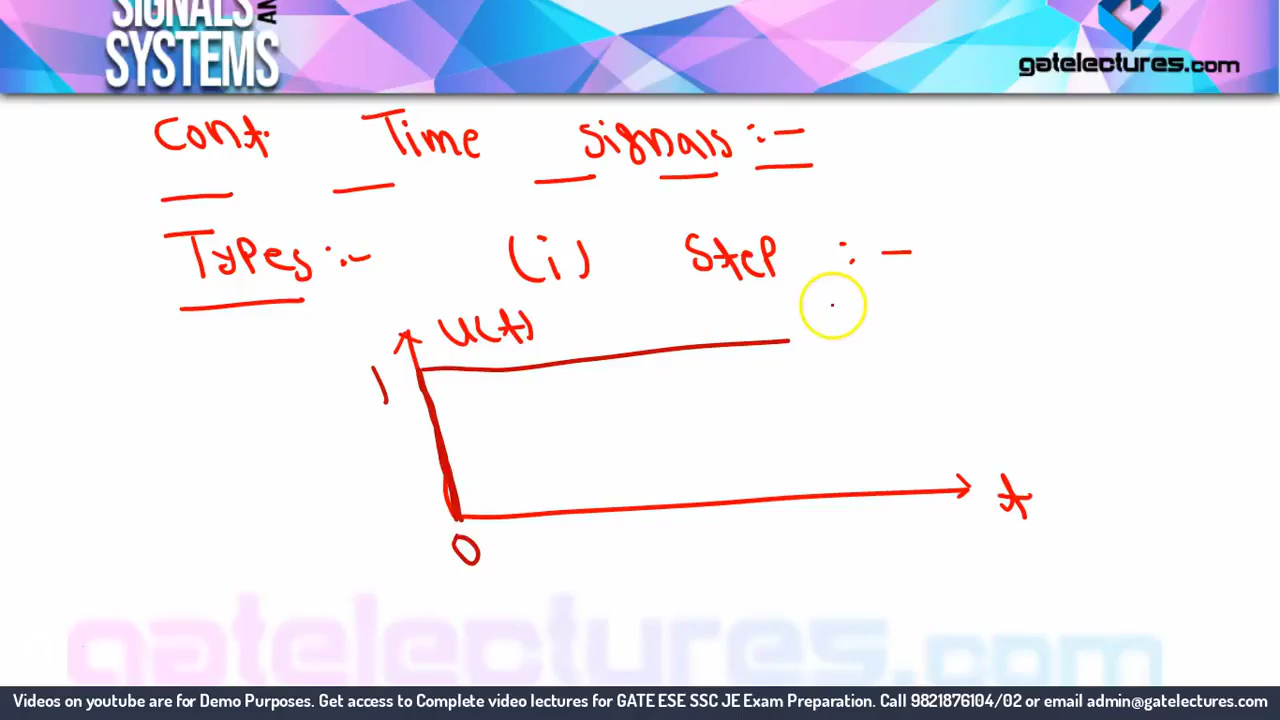 SIGNALS AND
SYSTEMS
gatelectures.com
Cont. Time Signals :-
Types :- (i) Step :-
u(t)
1
t
0
gatelectures.com
Videos on youtube are for Demo Purposes. Get access to Complete video lectures for GATE ESE SSC JE Exam Preparation. Call 9821876104/02 or email admin@gatelectures.com